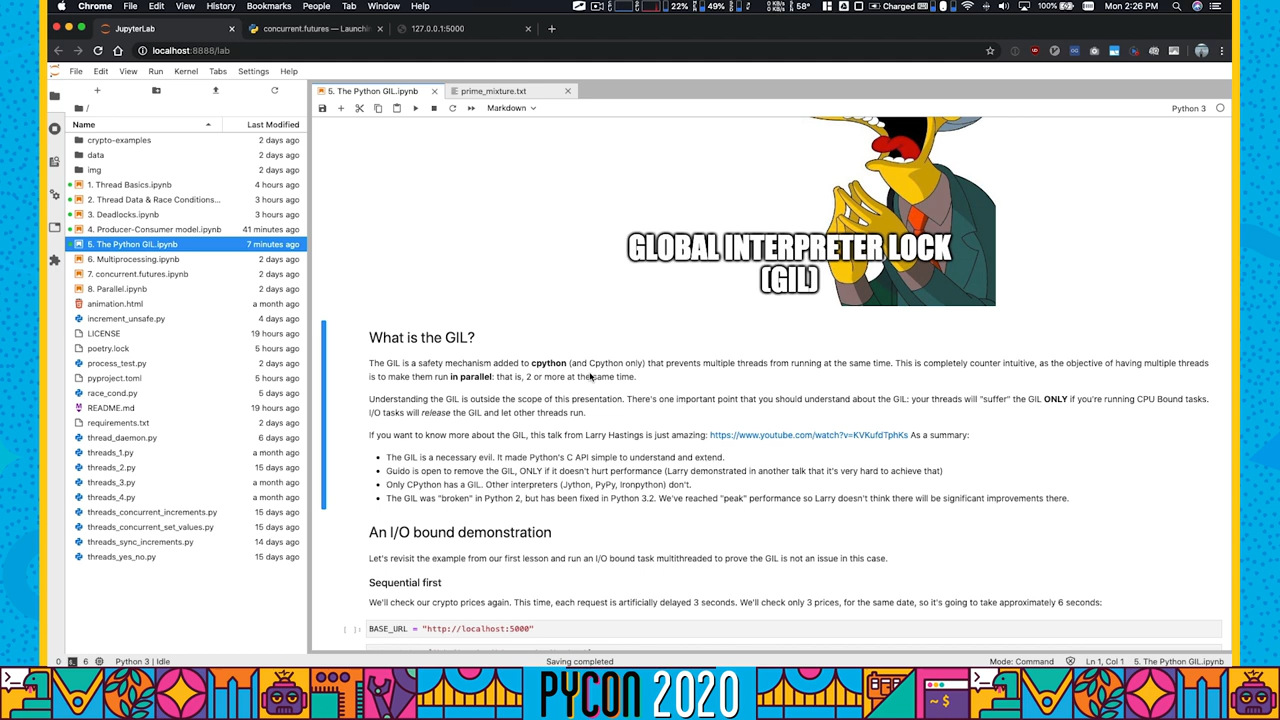 Chrome File Edit View History Bookmarks People Tab Window Help
22% 49% 58° Charged 100% Mon 2:26 PM
JupyterLab
concurrent.futures — Launchi
127.0.0.1:5000
localhost:8888/lab
File Edit View Run Kernel Tabs Settings Help
5. The Python GIL.ipynb
prime_mixture.txt
Markdown
Python 3
/
Name Last Modified
crypto-examples 2 days ago
data 2 days ago
img 2 days ago
1. Thread Basics.ipynb 4 hours ago
2. Thread Data & Race Conditions... 3 hours ago
3. Deadlocks.ipynb 3 hours ago
4. Producer-Consumer model.ipynb 41 minutes ago
5. The Python GIL.ipynb 7 minutes ago
6. Multiprocessing.ipynb 2 days ago
7. concurrent.futures.ipynb 2 days ago
8. Parallel.ipynb 2 days ago
animation.html a month ago
increment_unsafe.py 4 days ago
LICENSE 19 hours ago
poetry.lock 5 hours ago
process_test.py 2 days ago
pyproject.toml 5 hours ago
race_cond.py 5 hours ago
README.md 19 hours ago
requirements.txt 2 days ago
thread_daemon.py 6 days ago
threads_1.py a month ago
threads_2.py 15 days ago
threads_3.py a month ago
threads_4.py a month ago
threads_concurrent_increments.py 15 days ago
threads_concurrent_set_values.py 15 days ago
threads_sync_increments.py 14 days ago
threads_yes_no.py 15 days ago
GLOBAL INTERPRETER LOCK
(GIL)
What is the GIL?
The GIL is a safety mechanism added to cpython (and Cpython only) that prevents multiple threads from running at the same time. This is completely counter intuitive, as the objective of having multiple threads
is to make them run in parallel: that is, 2 or more at the same time.
Understanding the GIL is outside the scope of this presentation. There's one important point that you should understand about the GIL: your threads will "suffer" the GIL ONLY if you're running CPU Bound tasks.
I/O tasks will release the GIL and let other threads run.
If you want to know more about the GIL, this talk from Larry Hastings is just amazing: https://www.youtube.com/watch?v=KVKufdTphKs As a summary:
• The GIL is a necessary evil. It made Python's C API simple to understand and extend.
• Guido is open to remove the GIL, ONLY if it doesn't hurt performance (Larry demonstrated in another talk that it's very hard to achieve that)
• Only CPython has a GIL. Other interpreters (Jython, PyPy, Ironpython) don't.
• The GIL was "broken" in Python 2, but has been fixed in Python 3.2. We've reached "peak" performance so Larry doesn't think there will be significant improvements there.
An I/O bound demonstration
Let's revisit the example from our first lesson and run an I/O bound task multithreaded to prove the GIL is not an issue in this case.
Sequential first
We'll check our crypto prices again. This time, each request is artificially delayed 3 seconds. We'll check only 3 prices, for the same date, so it's going to take approximately 6 seconds:
[ ]: BASE_URL = "http://localhost:5000"
0 6 Python 3 | Idle Saving completed Mode: Command Ln 1, Col 1 5. The Python GIL.ipynb
PYCON 2020
~$